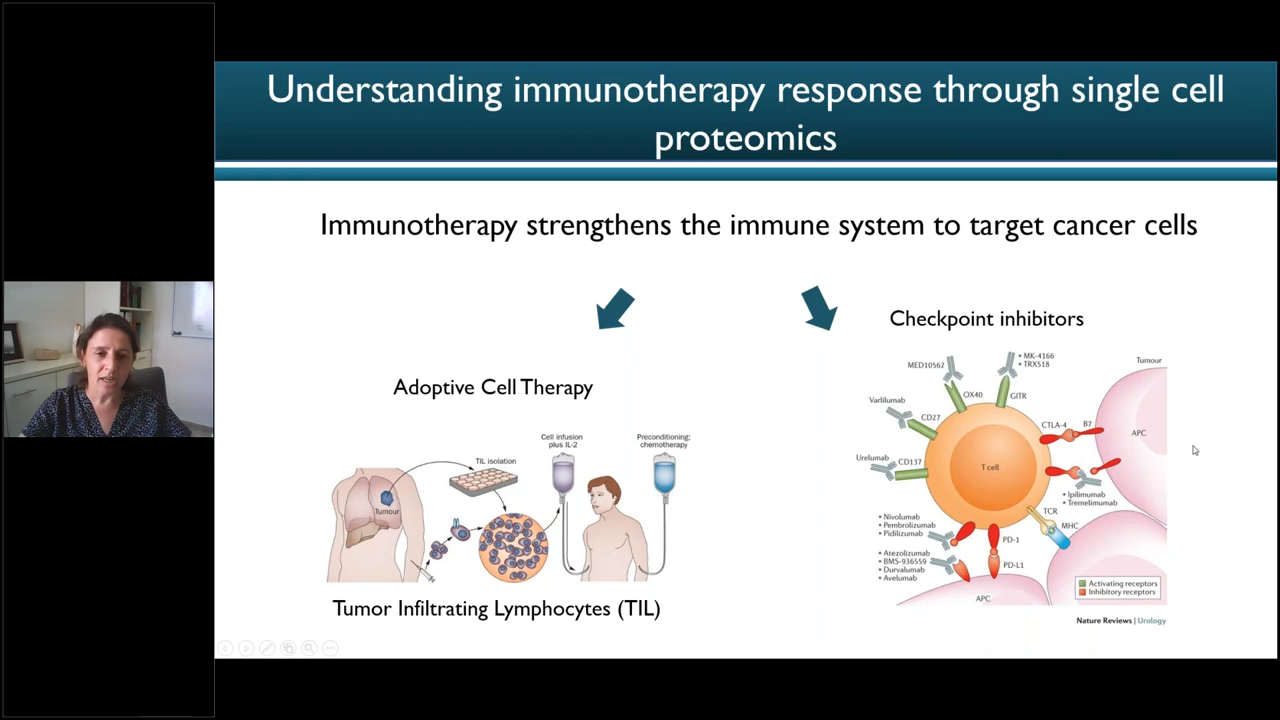 Understanding immunotherapy response through single cell
proteomics
Immunotherapy strengthens the immune system to target cancer cells
Adoptive Cell Therapy
Cell infusion
plus IL-2
Preconditioning:
chemotherapy
TIL isolation
Tumour
Tumor Infiltrating Lymphocytes (TIL)
Checkpoint inhibitors
MED10562
• MK-4166
• TRX518
Tumour
OX40
GITR
Varlilumab
CD27
CTLA-4
B7
APC
Urelumab
CD137
T cell
• Ipilimumab
• Tremelimumab
TCR
MHC
• Nivolumab
• Pembrolizumab
• Pidilizumab
PD-1
• Atezolizumab
• BMS-936559
• Durvalumab
• Avelumab
PD-L1
APC
Activating receptors
Inhibitory receptors
Nature Reviews | Urology